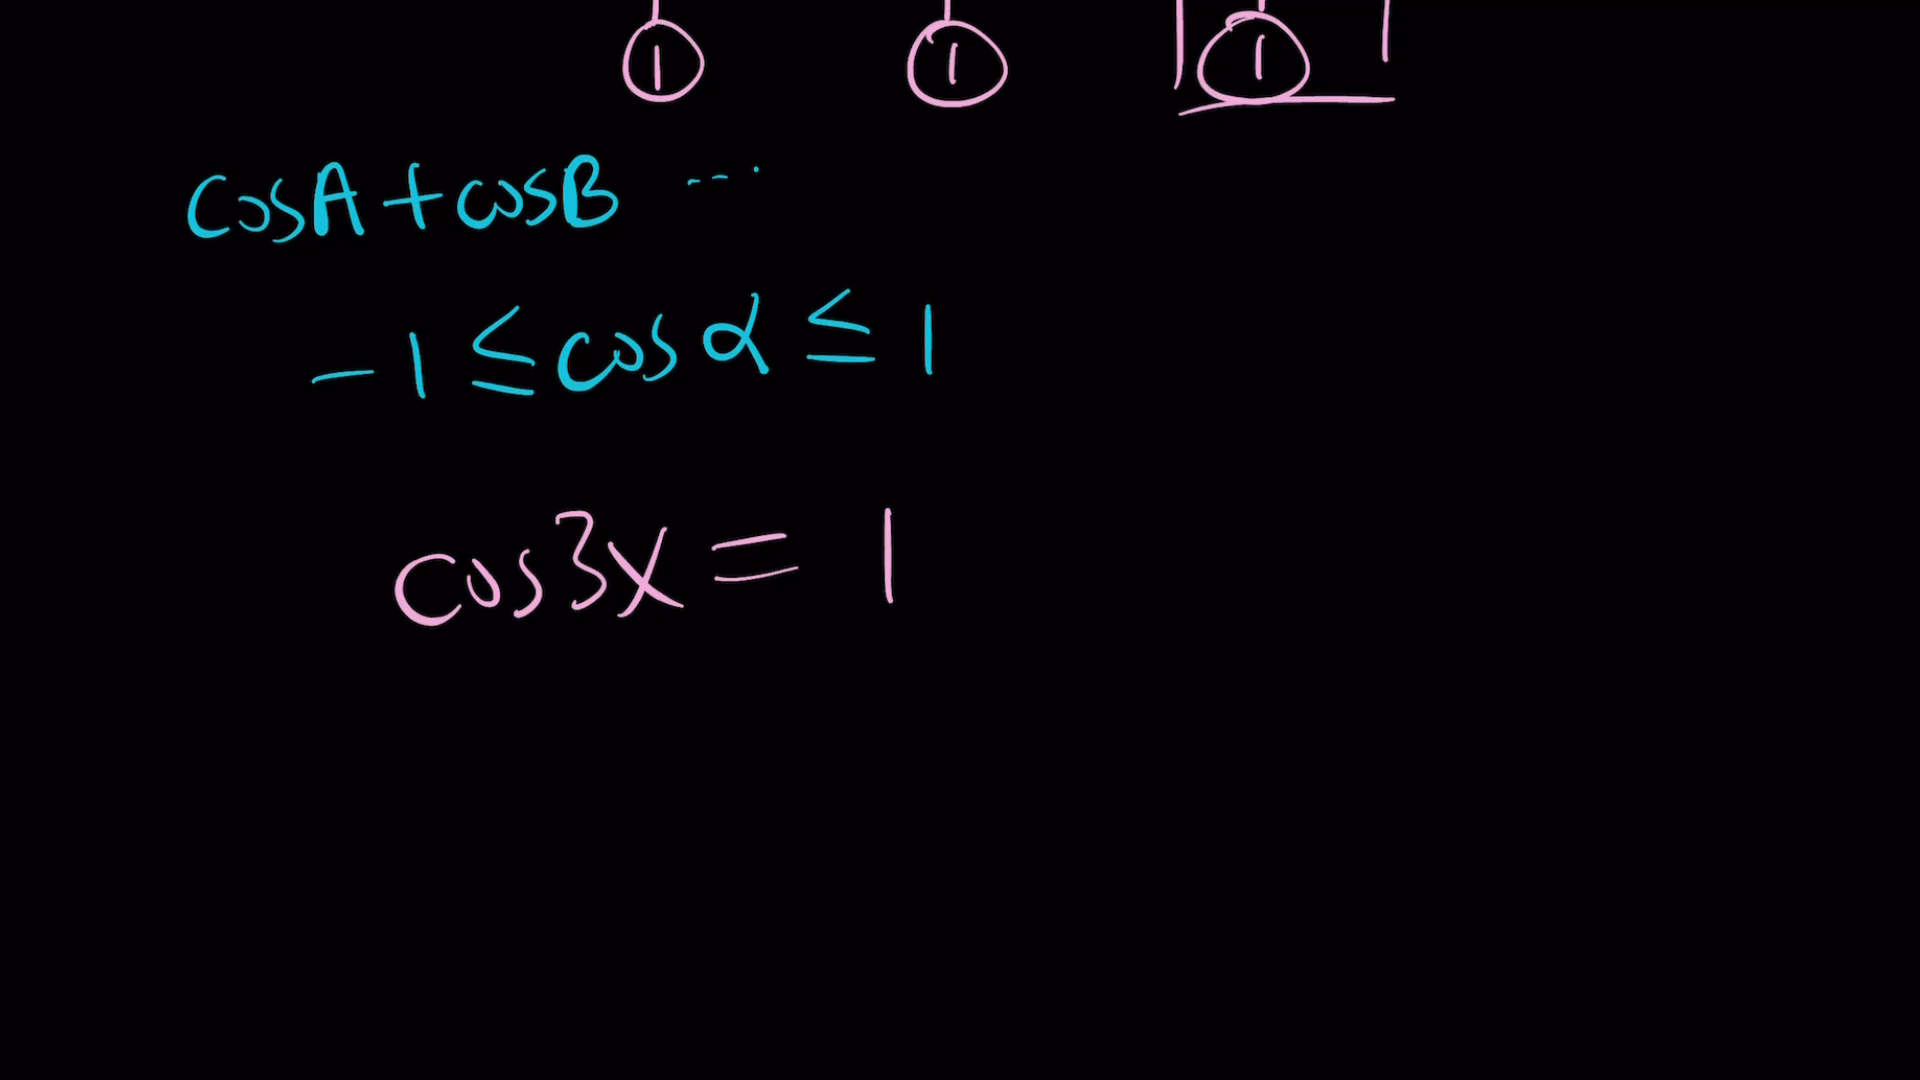 1 1 1
cosA+cosB ...
-1 ≤ cos α ≤ 1
cos3x = 1